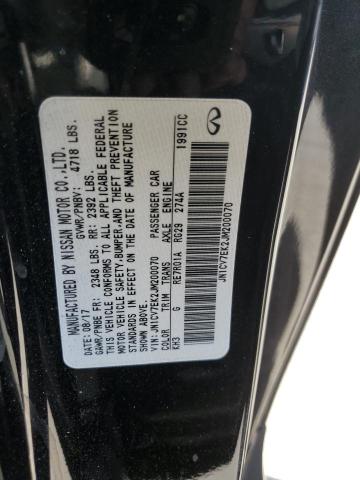 MANUFACTURED BY NISSAN MOTOR CO.,LTD.
DATE: 08/17 GVWR/PNBV: 4718 LBS.
GAWR/PNBE FR: 2348 LBS. RR: 2392 LBS.
THIS VEHICLE CONFORMS TO ALL APPLICABLE FEDERAL
MOTOR VEHICLE SAFETY,BUMPER,AND THEFT PREVENTION
STANDARDS IN EFFECT ON THE DATE OF MANUFACTURE
SHOWN ABOVE.
VIN: JN1CV7EK2JM200070 PASSENGER CAR
COLOR TRIM TRANS AXLE ENGINE
KH3 G RE7R01A RG29 274A 1991CC
JN1CV7EK2JM200070